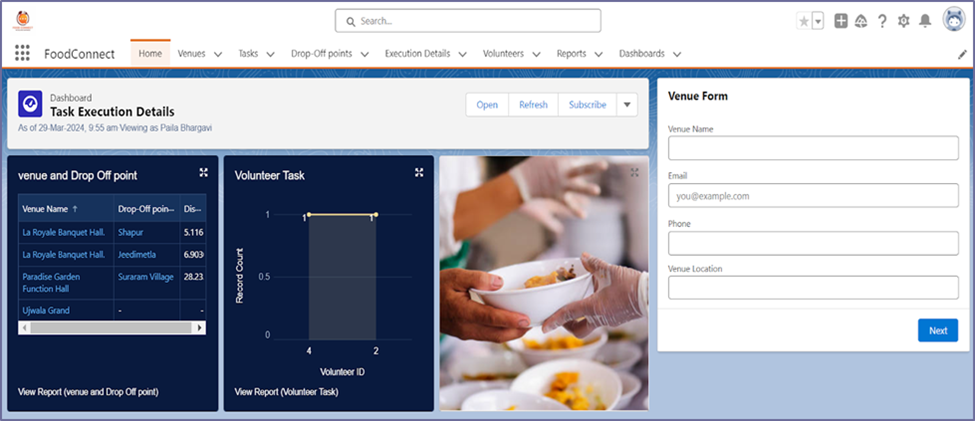 Search...
FoodConnect Home Venues Tasks Drop-Off points Execution Details Volunteers Reports Dashboards
Dashboard
Task Execution Details
As of 29-Mar-2024, 9:55 am Viewing as Paila Bhargavi
Open Refresh Subscribe
venue and Drop Off point
Venue Name ↑ Drop-Off poin... Dis...
La Royale Banquet Hall. Shapur 5.116
La Royale Banquet Hall. Jeedimetla 6.903
Paradise Garden Suraram Village 28.23
Function Hall
Ujwala Grand - -
View Report (venue and Drop Off point)
Volunteer Task
Record Count
1
1 1
0.5
0
4 2
Volunteer ID
View Report (Volunteer Task)
Venue Form
Venue Name
Email
you@example.com
Phone
Venue Location
Next